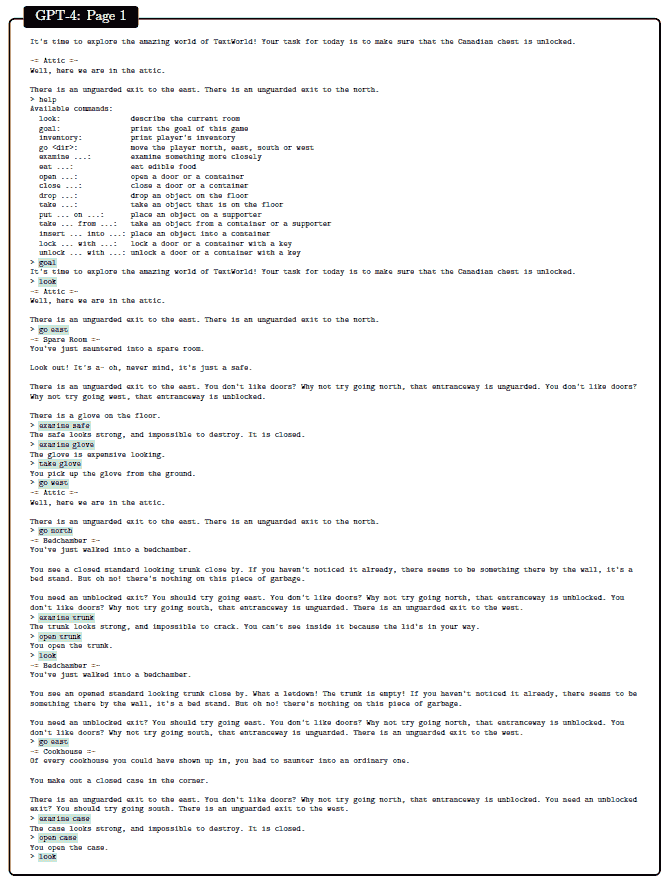 GPT-4: Page 1
It's time to explore the amazing world of TextWorld! Your task for today is to make sure that the Canadian chest is unlocked.
-= Attic =-
Well, here we are in the attic.
There is an unguarded exit to the east. There is an unguarded exit to the north.
> help
Available commands:
look: describe the current room
goal: print the goal of this game
inventory: print player's inventory
go <dir>: move the player north, east, south or west
examine ...: examine something more closely
eat ...: eat edible food
open ...: open a door or a container
close ...: close a door or a container
drop ...: drop an object on the floor
take ...: take an object that is on the floor
put ... on ...: place an object on a supporter
take ... from ...: take an object from a container or a supporter
insert ... into ...: place an object into a container
lock ... with ...: lock a door or a container with a key
unlock ... with ...: unlock a door or a container with a key
> goal
It's time to explore the amazing world of TextWorld! Your task for today is to make sure that the Canadian chest is unlocked.
> look
-= Attic =-
Well, here we are in the attic.
There is an unguarded exit to the east. There is an unguarded exit to the north.
> go east
-= Spare Room =-
You've just sauntered into a spare room.
Look out! It's a- oh, never mind, it's just a safe.
There is an unguarded exit to the east. You don't like doors? Why not try going north, that entranceway is unguarded. You don't like doors?
Why not try going west, that entranceway is unblocked.
There is a glove on the floor.
> examine safe
The safe looks strong, and impossible to destroy. It is closed.
> examine glove
The glove is expensive looking.
> take glove
You pick up the glove from the ground.
> go west
-= Attic =-
Well, here we are in the attic.
There is an unguarded exit to the east. There is an unguarded exit to the north.
> go north
-= Bedchamber =-
You've just walked into a bedchamber.
You see a closed standard looking trunk close by. If you haven't noticed it already, there seems to be something there by the wall, it's a
bed stand. But oh no! there's nothing on this piece of garbage.
You need an unblocked exit? You should try going east. You don't like doors? Why not try going north, that entranceway is unblocked. You
don't like doors? Why not try going south, that entranceway is unguarded. There is an unguarded exit to the west.
> examine trunk
The trunk looks strong, and impossible to crack. You can't see inside it because the lid's in your way.
> open trunk
You open the trunk.
> look
-= Bedchamber =-
You've just walked into a bedchamber.
You see an opened standard looking trunk close by. What a letdown! The trunk is empty! If you haven't noticed it already, there seems to be
something there by the wall, it's a bed stand. But oh no! there's nothing on this piece of garbage.
You need an unblocked exit? You should try going east. You don't like doors? Why not try going north, that entranceway is unblocked. You
don't like doors? Why not try going south, that entranceway is unguarded. There is an unguarded exit to the west.
> go east
-= Cookhouse =-
Of every cookhouse you could have shown up in, you had to saunter into an ordinary one.
You make out a closed case in the corner.
There is an unguarded exit to the east. You don't like doors? Why not try going north, that entranceway is unblocked. You need an unblocked
exit? You should try going south. There is an unguarded exit to the west.
> examine case
The case looks strong, and impossible to destroy. It is closed.
> open case
You open the case.
> look